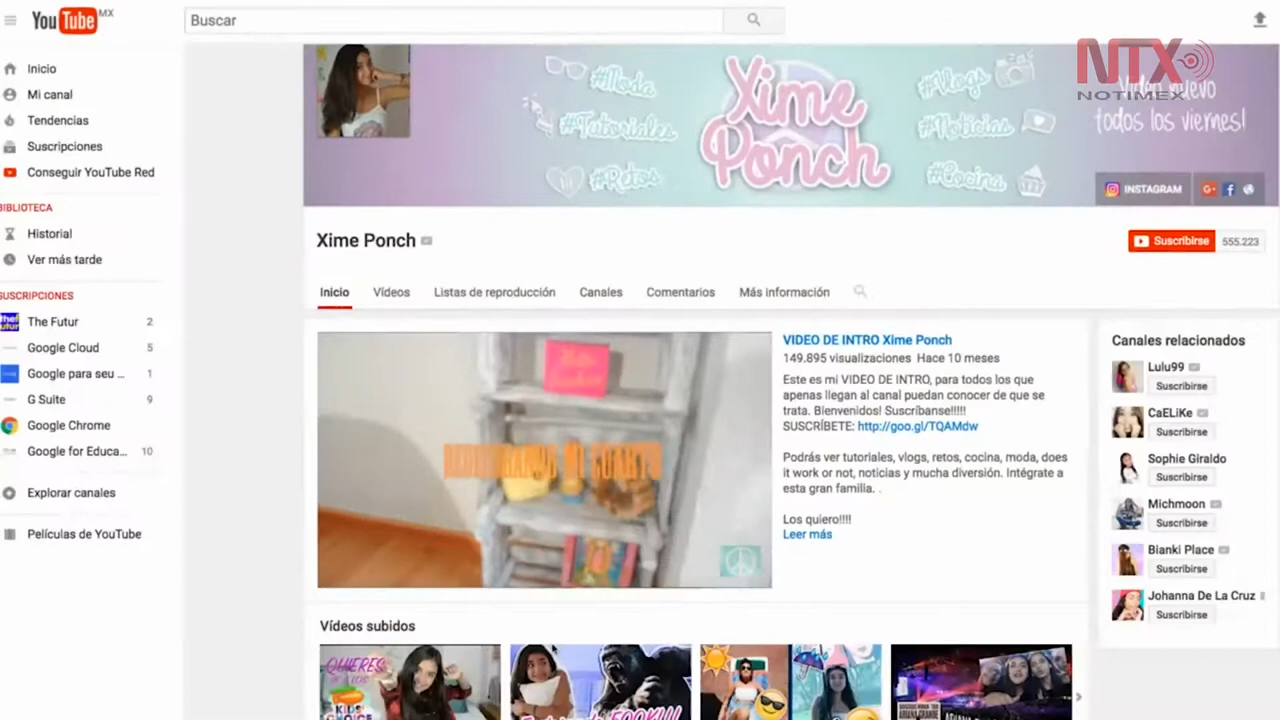 YouTube MX
Buscar
NTX
NOTIMEX
Inicio
Mi canal
Tendencias
Suscripciones
Conseguir YouTube Red
BIBLIOTECA
Historial
Ver más tarde
SUSCRIPCIONES
The Futur 2
Google Cloud 5
Google para seu ... 1
G Suite 9
Google Chrome
Google for Educa... 10
Explorar canales
Películas de YouTube
#Moda
#Tutoriales
#Retos
Xime
Ponch
#Vlogs
#Noticias
#Cocina
Video nuevo
todos los viernes!
INSTAGRAM
Xime Ponch
Suscribirse 555.223
Inicio Vídeos Listas de reproducción Canales Comentarios Más información
MI CUARTO
VIDEO DE INTRO Xime Ponch
149.895 visualizaciones Hace 10 meses
Este es mi VIDEO DE INTRO, para todos los que
apenas llegan al canal puedan conocer de que se
trata. Bienvenidos! Suscríbanse!!!!!
SUSCRÍBETE: http://goo.gl/TQAMdw
Podrás ver tutoriales, vlogs, retos, cocina, moda, does
it work or not, noticias y mucha diversión. Intégrate a
esta gran familia. .
Los quiero!!!!
Leer más
Canales relacionados
Lulu99
Suscribirse
CaELiKe
Suscribirse
Sophie Giraldo
Suscribirse
Michmoon
Suscribirse
Bianki Place
Suscribirse
Johanna De La Cruz
Suscribirse
Vídeos subidos
QUIERES
KIDS